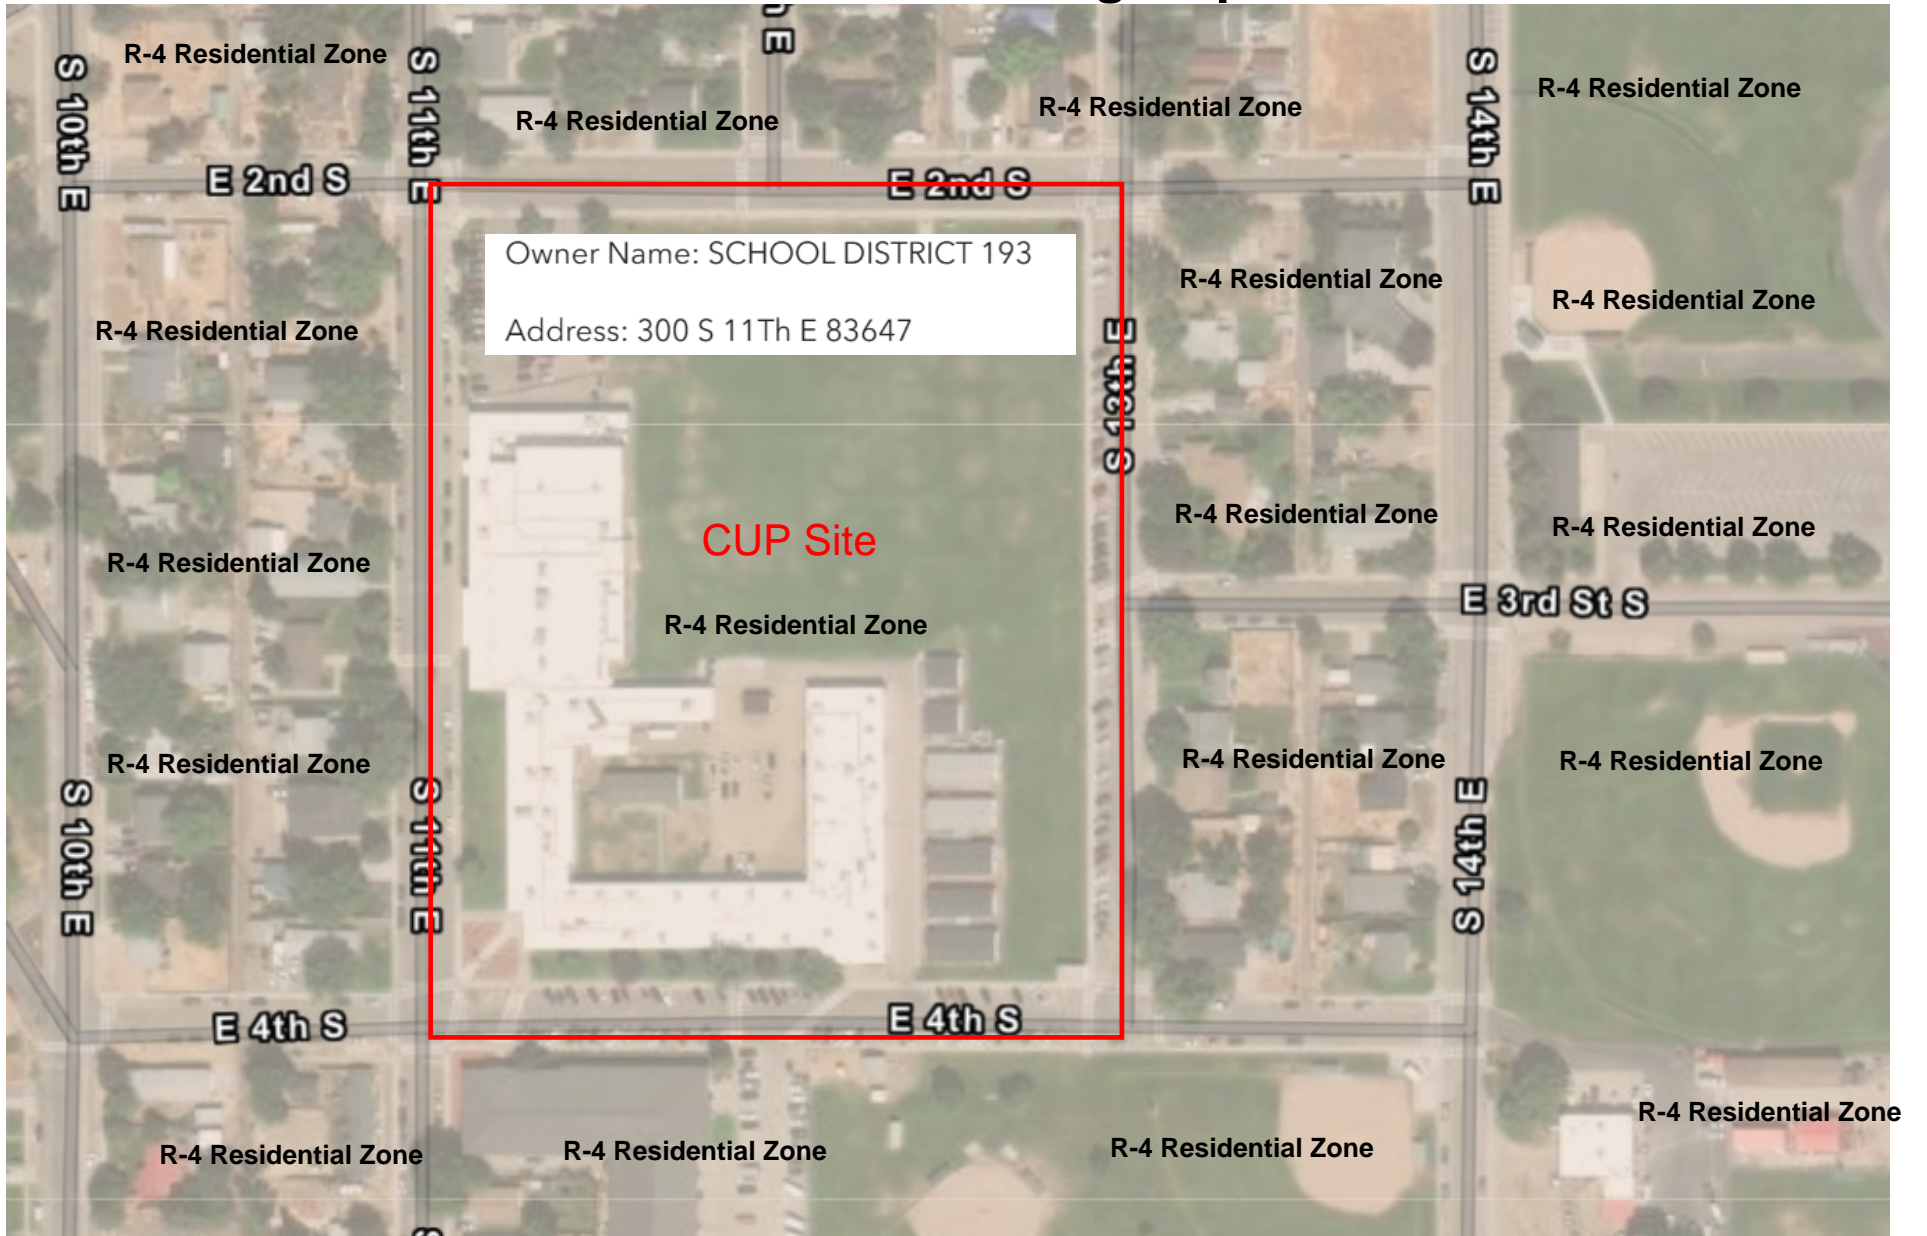 R-4 Residential Zone
R-4 Residential Zone
R-4 Residential Zone
R-4 Residential Zone
S 10th E
S 11th E
S 14th E
E 2nd S
E 2nd S
Owner Name: SCHOOL DISTRICT 193
Address: 300 S 11Th E 83647
R-4 Residential Zone
R-4 Residential Zone
R-4 Residential Zone
S 13th E
CUP Site
R-4 Residential Zone
R-4 Residential Zone
R-4 Residential Zone
R-4 Residential Zone
E 3rd St S
R-4 Residential Zone
R-4 Residential Zone
R-4 Residential Zone
S 10th E
S 11th E
S 14th E
E 4th S
E 4th S
R-4 Residential Zone
R-4 Residential Zone
R-4 Residential Zone
R-4 Residential Zone